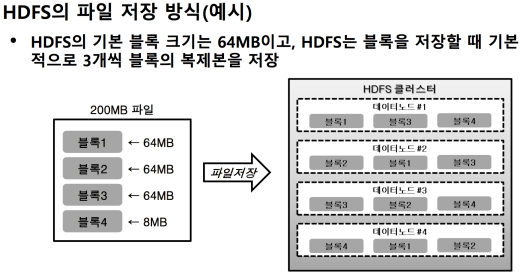 HDFS의 파일 저장 방식(예시)
• HDFS의 기본 블록 크기는 64MB이고, HDFS는 블록을 저장할 때 기본
적으로 3개씩 블록의 복제본을 저장
200MB 파일
블록1 ← 64MB
블록2 ← 64MB
블록3 ← 64MB
블록4 ← 8MB
파일저장
HDFS 클러스터
데이터노드 #1
블록1 블록3 블록4
데이터노드 #2
블록2 블록1 블록3
데이터노드 #3
블록3 블록2 블록4
데이터노드 #4
블록4 블록1 블록2